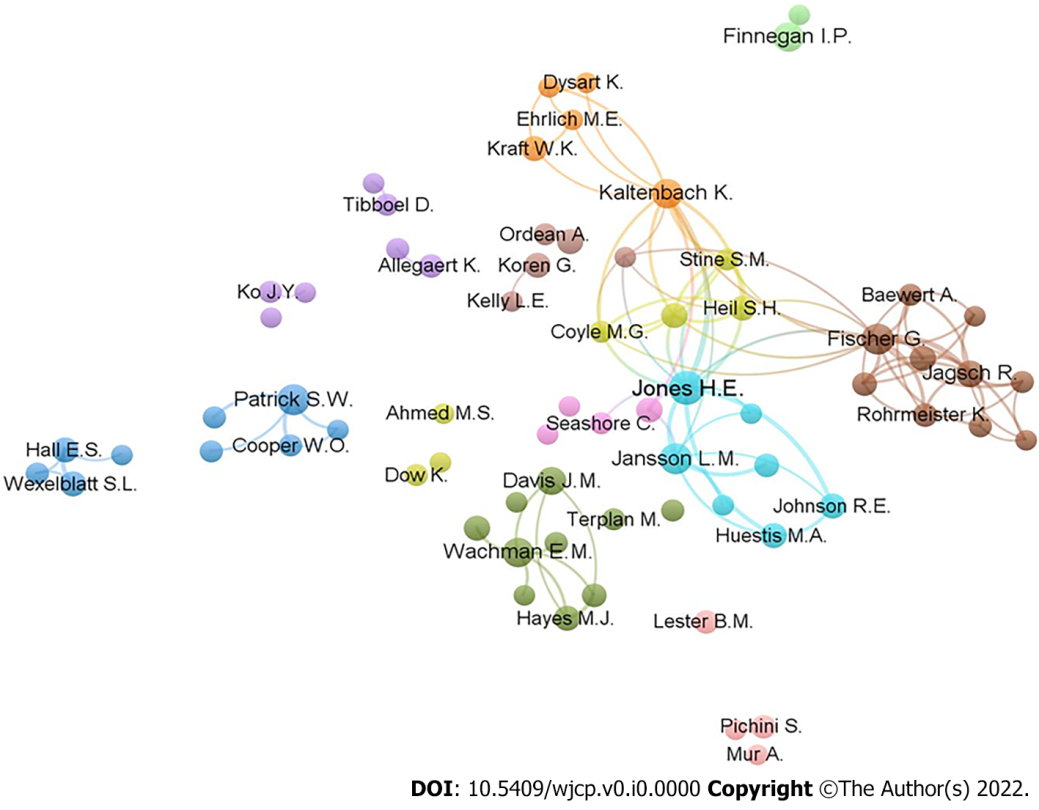 Finnegan I.P.
Dysart K.
Ehrlich M.E.
Kraft W.K.
Kaltenbach K.
Tibboel D.
Ordean A.
Stine S.M.
Allegaert K.
Koren G.
Ko J.Y.
Baewert A.
Kelly L.E.
Heil S.H.
Coyle M.G.
Fischer G.
Jagsch R.
Jones H.E.
Patrick S.W.
Ahmed M.S.
Rohrmeister K.
Seashore C.
Cooper W.O.
Hall E.S.
Jansson L.M.
Dow K.
Wexelblatt S.L.
Davis J.M.
Johnson R.E.
Terplan M.
Huestis M.A.
Wachman E.M.
Hayes M.J.
Lester B.M.
Pichini S.
Mur A.
DOI: 10.5409/wjcp.v0.i0.0000 Copyright ©The Author(s) 2022.